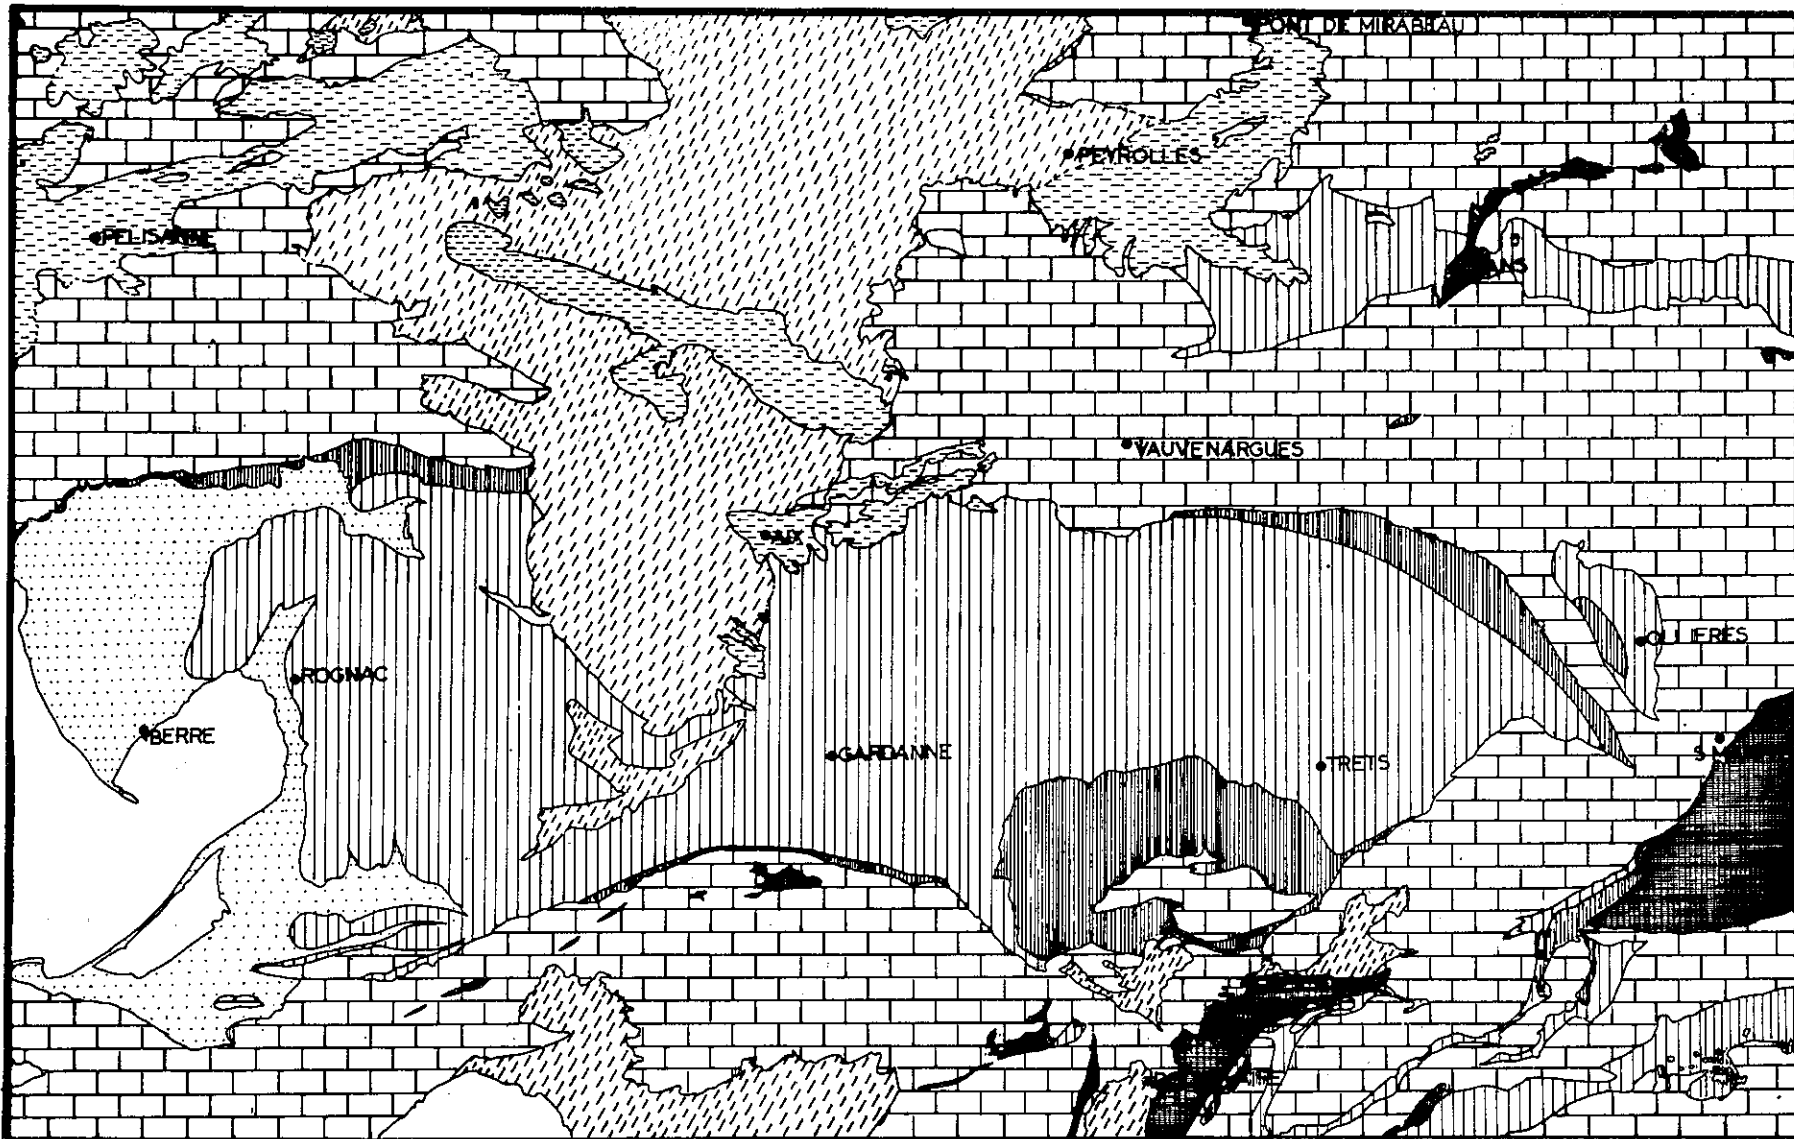 PONT DE MIRABEAU
PEYROLLES
PELISANNE
VAUVENARGUES
AIX
OLLIERES
ROGNAC
BERRE
GARDANNE
TRETS